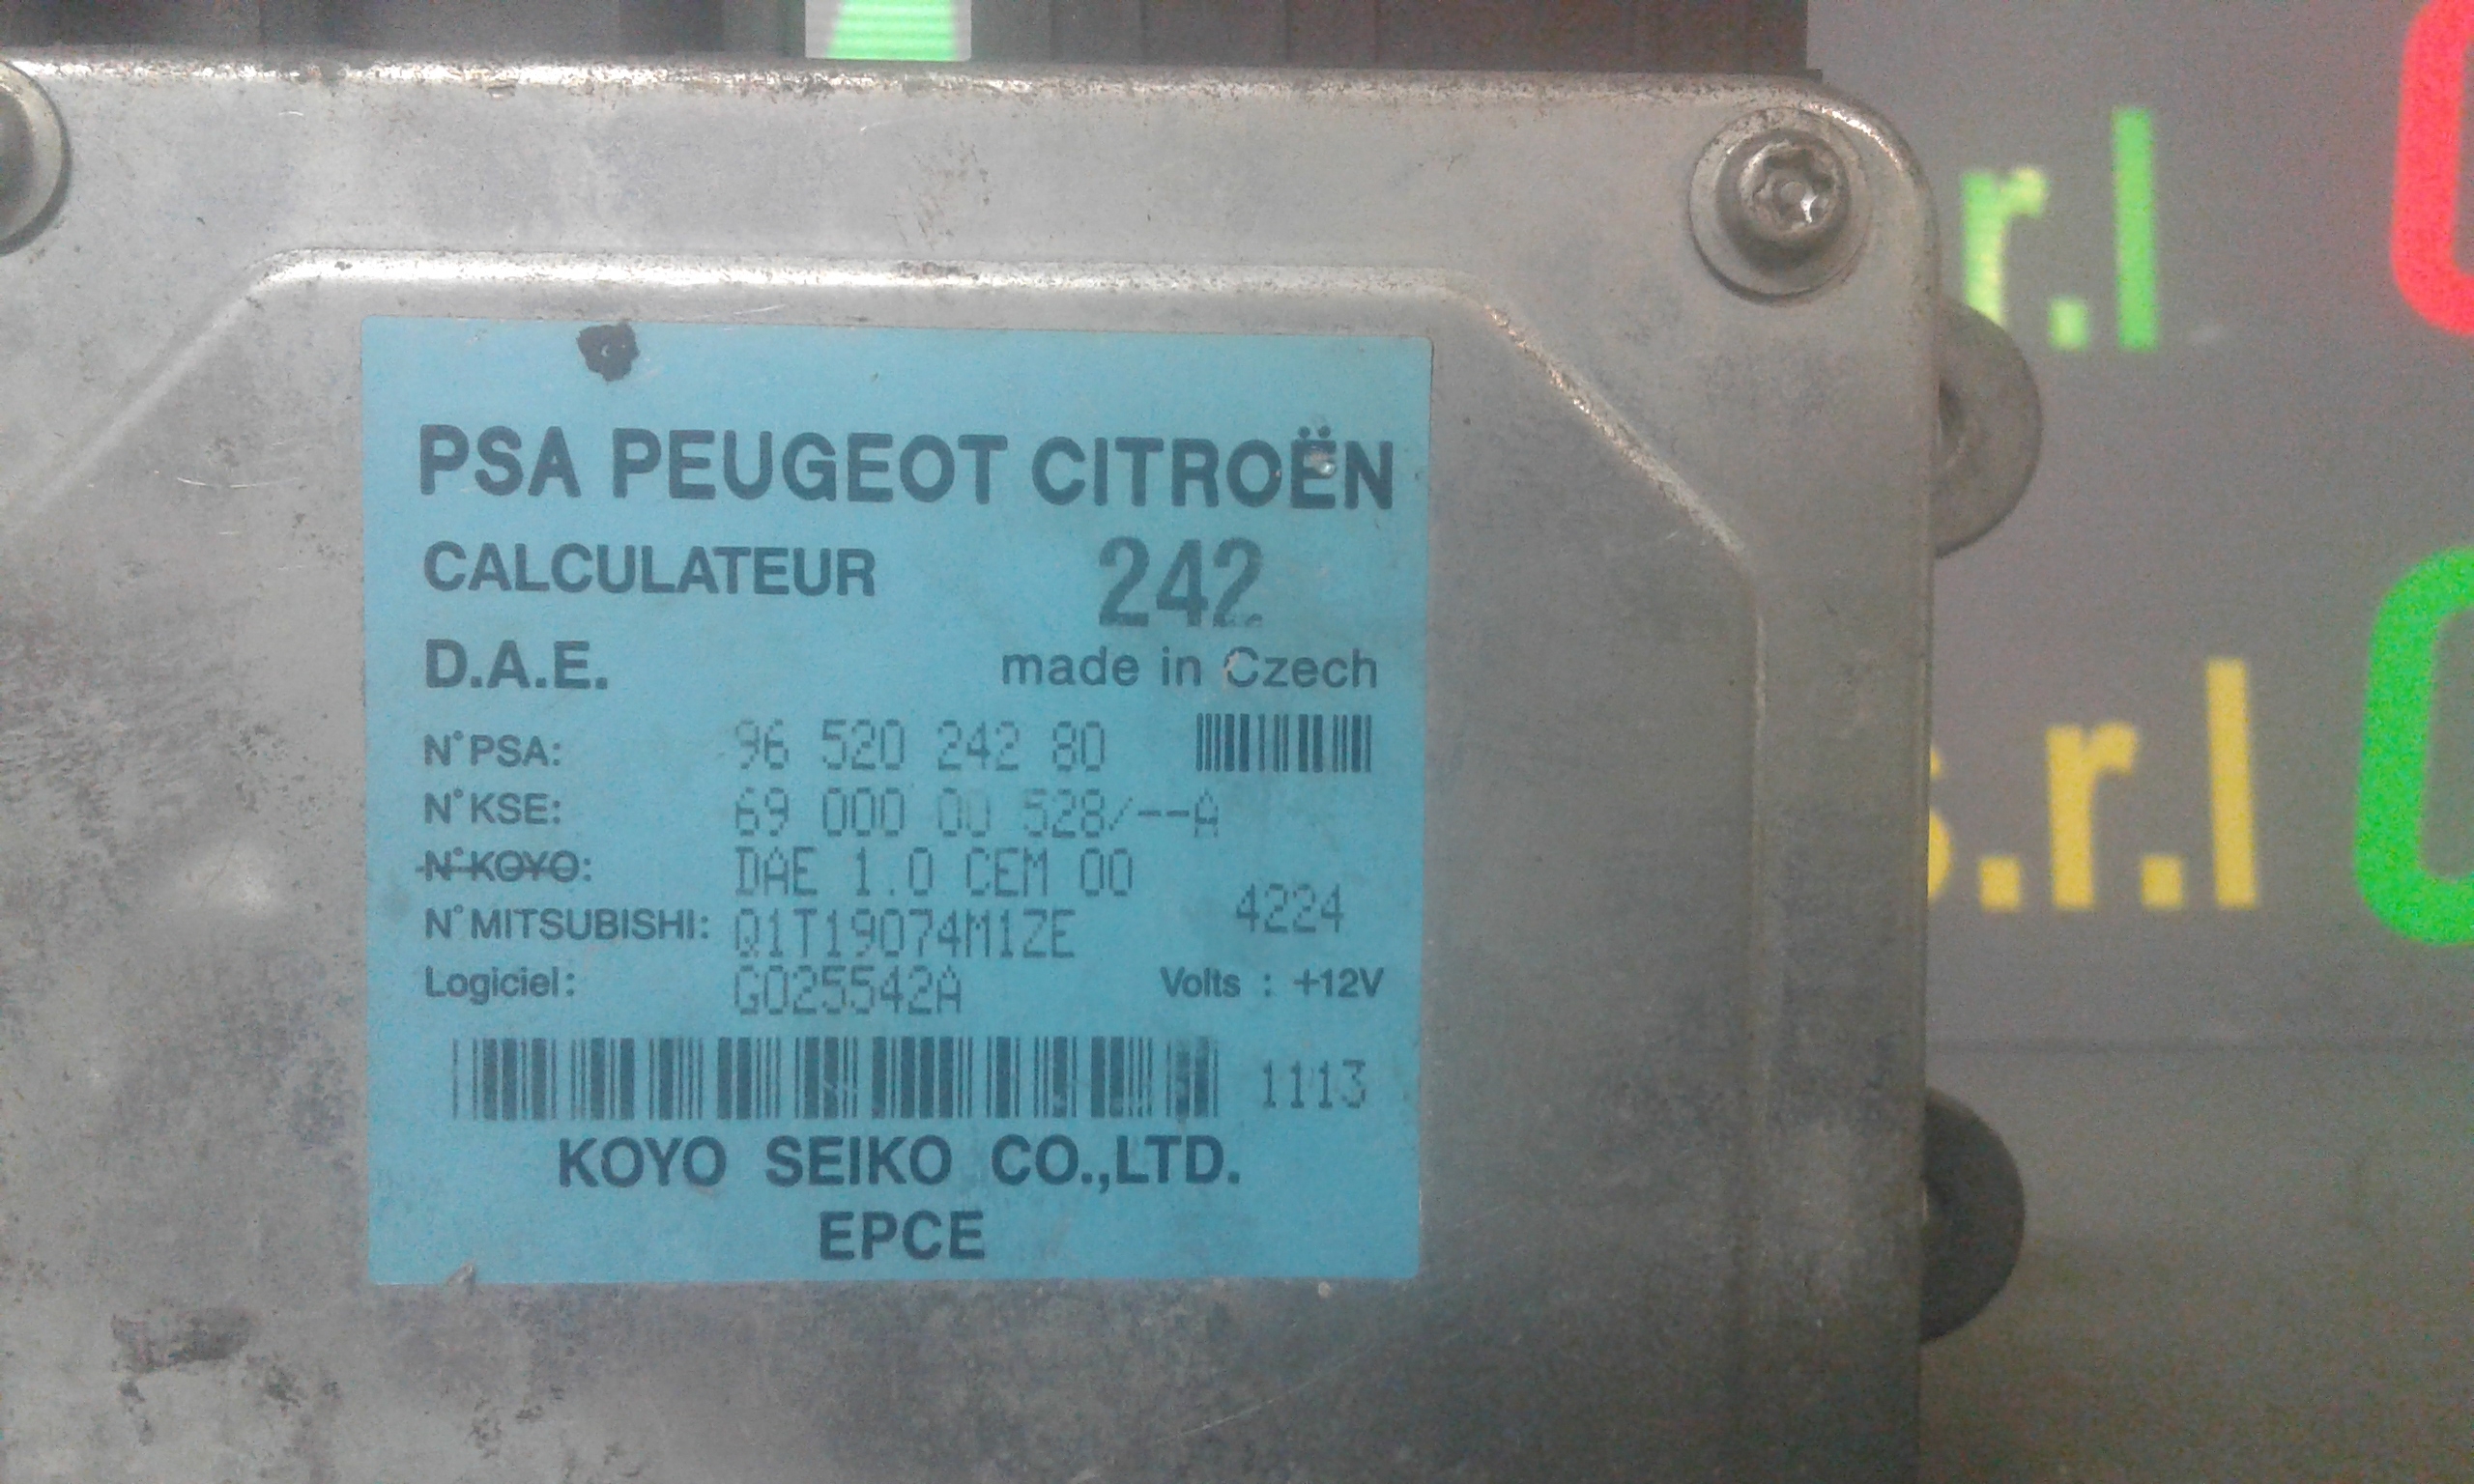 PSA PEUGEOT CITROËN
CALCULATEUR 242
D.A.E. made in Czech
N°PSA: 96 520 242 80
N°KSE: 69 000 00 528/--A
N°KOYO: DAE 1.0 CEM 00
4224
N°MITSUBISHI: Q1T19074M1ZE
Logiciel: G025542A Volts : +12V
1113
KOYO SEIKO CO.,LTD.
EPCE
r.l
s.r.l